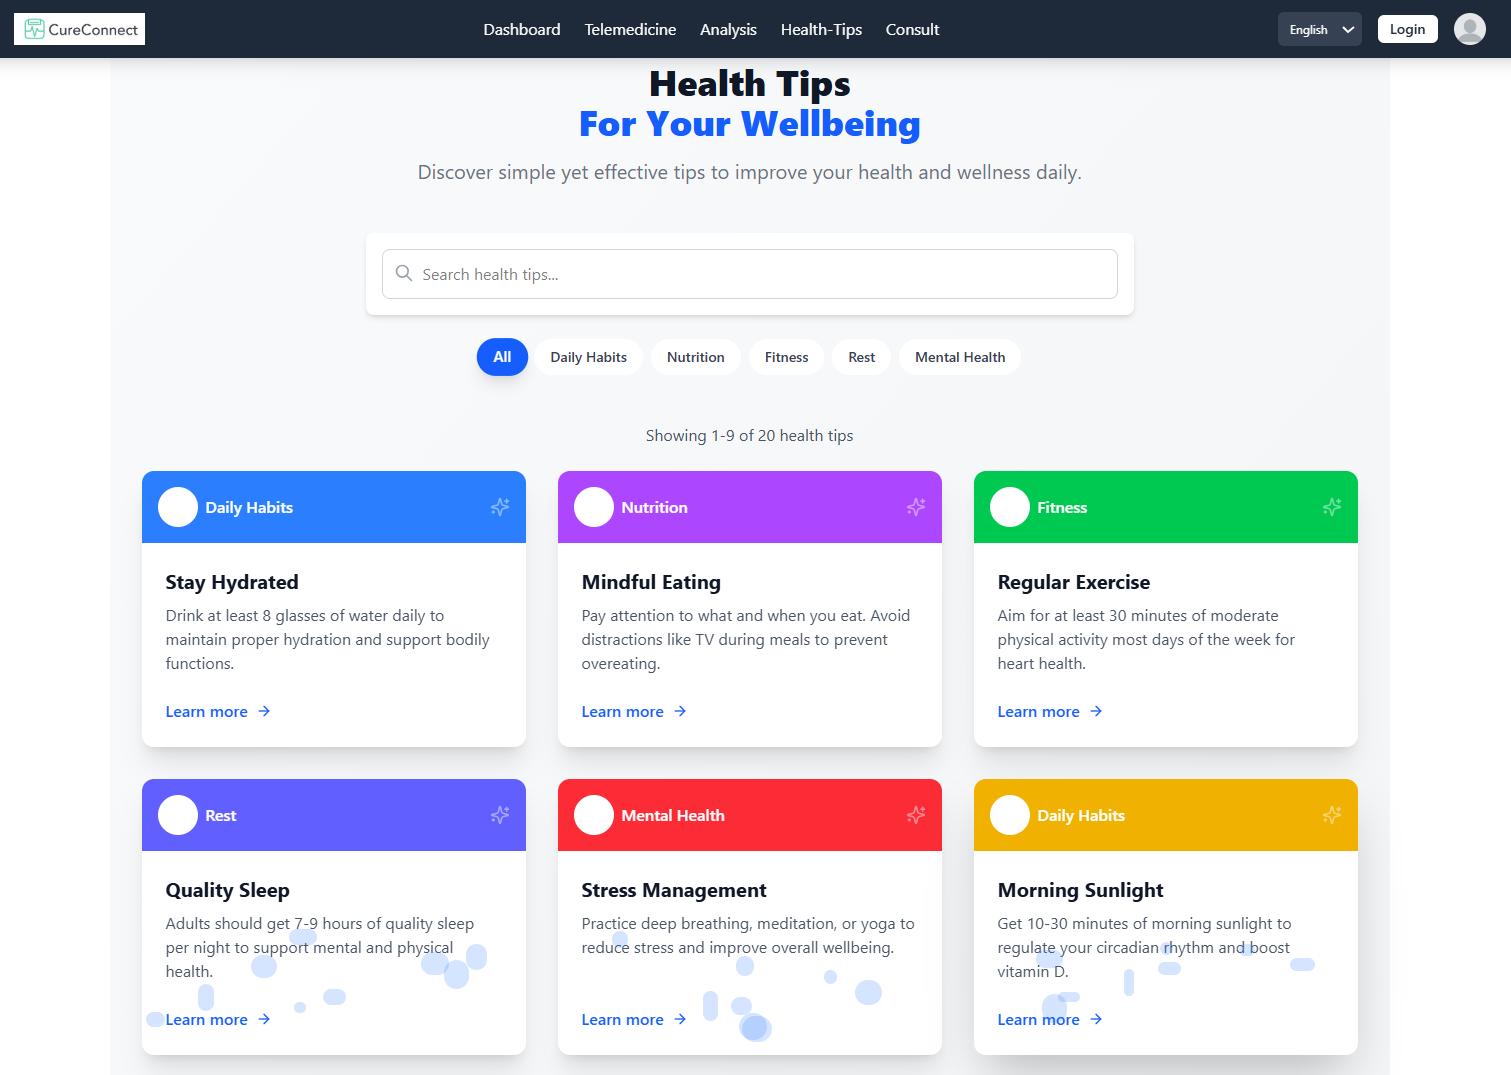 CureConnect
Dashboard
Telemedicine
Analysis
Health-Tips
Consult
English
Login
Health Tips
For Your Wellbeing
Discover simple yet effective tips to improve your health and wellness daily.
Search health tips...
All
Daily Habits
Nutrition
Fitness
Rest
Mental Health
Showing 1-9 of 20 health tips
Daily Habits
Stay Hydrated
Drink at least 8 glasses of water daily to
maintain proper hydration and support bodily
functions.
Learn more
Nutrition
Mindful Eating
Pay attention to what and when you eat. Avoid
distractions like TV during meals to prevent
overeating.
Learn more
Fitness
Regular Exercise
Aim for at least 30 minutes of moderate
physical activity most days of the week for
heart health.
Learn more
Rest
Quality Sleep
Adults should get 7-9 hours of quality sleep
per night to support mental and physical
health.
Learn more
Mental Health
Stress Management
Practice deep breathing, meditation, or yoga to
reduce stress and improve overall wellbeing.
Learn more
Daily Habits
Morning Sunlight
Get 10-30 minutes of morning sunlight to
regulate your circadian rhythm and boost
vitamin D.
Learn more